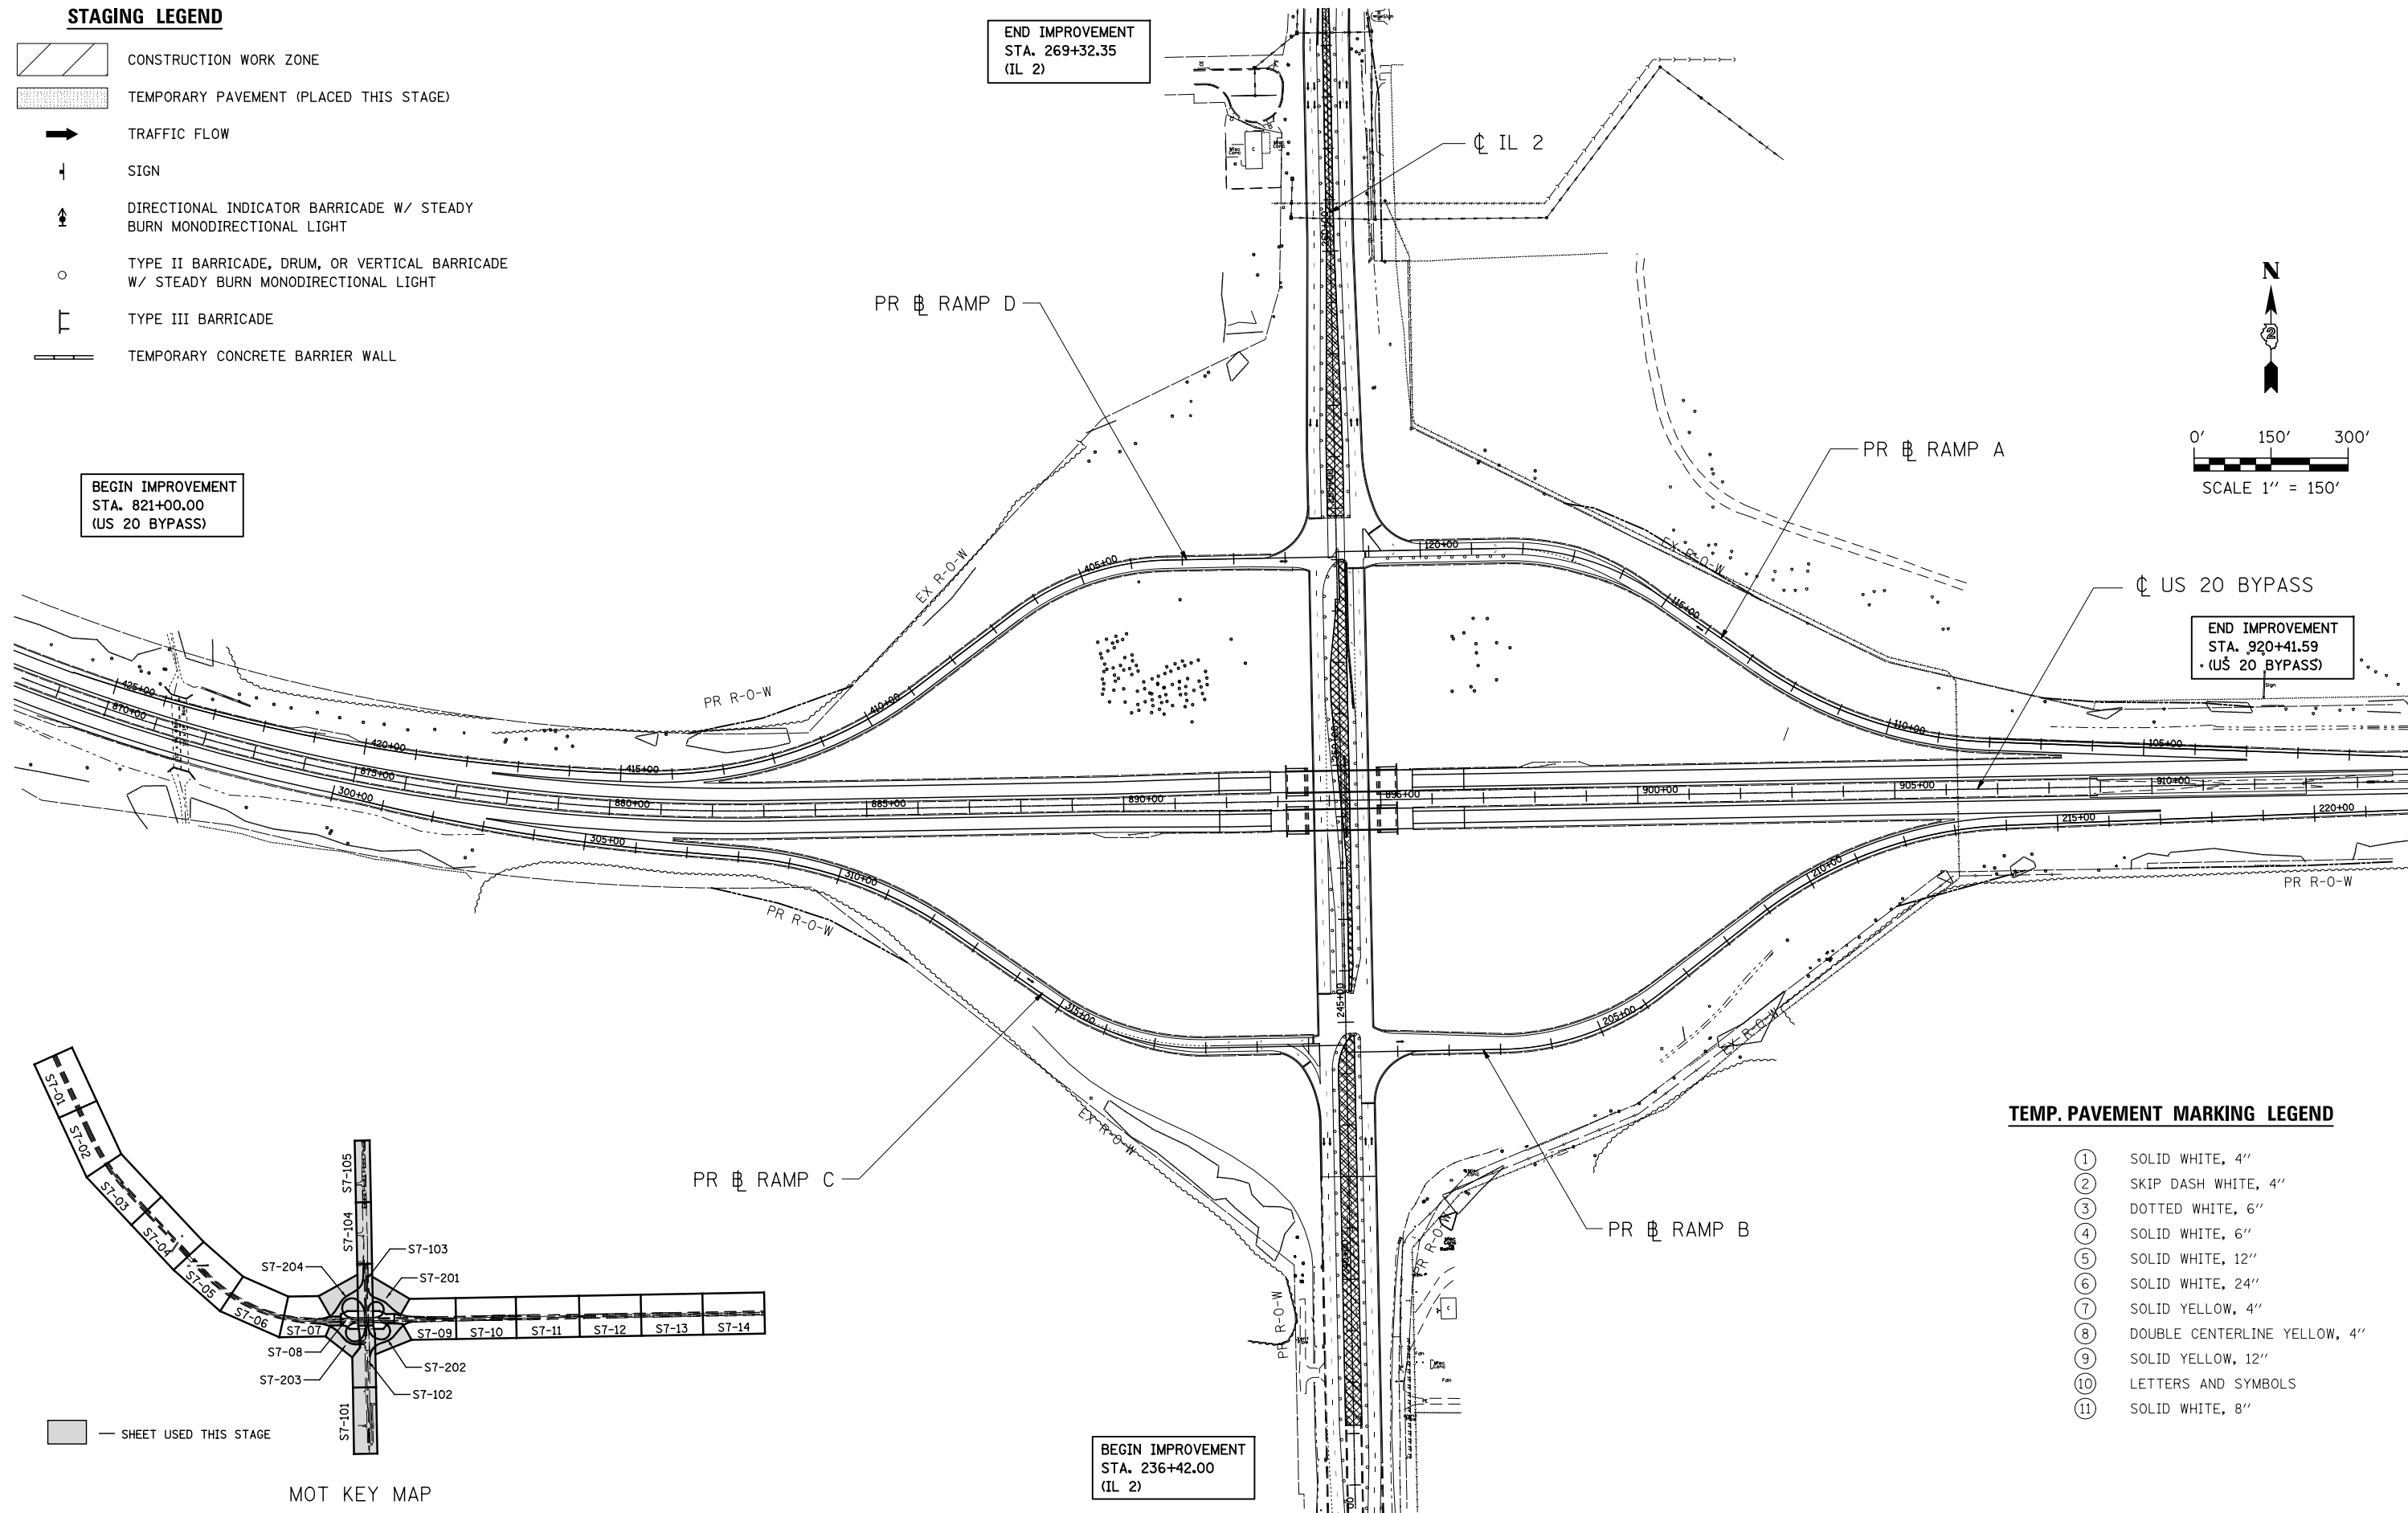 STAGING LEGEND
CONSTRUCTION WORK ZONE
TEMPORARY PAVEMENT (PLACED THIS STAGE)
TRAFFIC FLOW
SIGN
DIRECTIONAL INDICATOR BARRICADE W/ STEADY
BURN MONODIRECTIONAL LIGHT
TYPE II BARRICADE, DRUM, OR VERTICAL BARRICADE
W/ STEADY BURN MONODIRECTIONAL LIGHT
TYPE III BARRICADE
TEMPORARY CONCRETE BARRIER WALL
END IMPROVEMENT
STA. 269+32.35
(IL 2)
℄ IL 2
260+00
PR ⅊ RAMP D
N
2
0' 150' 300'
SCALE 1" = 150'
PR ⅊ RAMP A
BEGIN IMPROVEMENT
STA. 821+00.00
(US 20 BYPASS)
EX R-O-W
EX R-O-W
℄ US 20 BYPASS
END IMPROVEMENT
STA. 920+41.59
(US 20 BYPASS)
Sign
PR R-O-W
405+00
410+00
415+00
420+00
425+00
120+00
115+00
110+00
105+00
870+00
875+00
880+00
885+00
890+00
895+00
900+00
905+00
910+00
300+00
305+00
310+00
315+00
220+00
215+00
210+00
205+00
245+00
PR R-O-W
PR R-O-W
EX R-O-W
EX R-O-W
PR R-O-W
PR R-O-W
PR ⅊ RAMP C
PR ⅊ RAMP B
Fan
S7-01
S7-02
S7-03
S7-04
S7-05
S7-06
S7-07
S7-08
S7-09
S7-10
S7-11
S7-12
S7-13
S7-14
S7-105
S7-104
S7-103
S7-204
S7-201
S7-203
S7-202
S7-102
S7-101
— SHEET USED THIS STAGE
MOT KEY MAP
BEGIN IMPROVEMENT
STA. 236+42.00
(IL 2)
TEMP. PAVEMENT MARKING LEGEND
1 SOLID WHITE, 4"
2 SKIP DASH WHITE, 4"
3 DOTTED WHITE, 6"
4 SOLID WHITE, 6"
5 SOLID WHITE, 12"
6 SOLID WHITE, 24"
7 SOLID YELLOW, 4"
8 DOUBLE CENTERLINE YELLOW, 4"
9 SOLID YELLOW, 12"
10 LETTERS AND SYMBOLS
11 SOLID WHITE, 8"